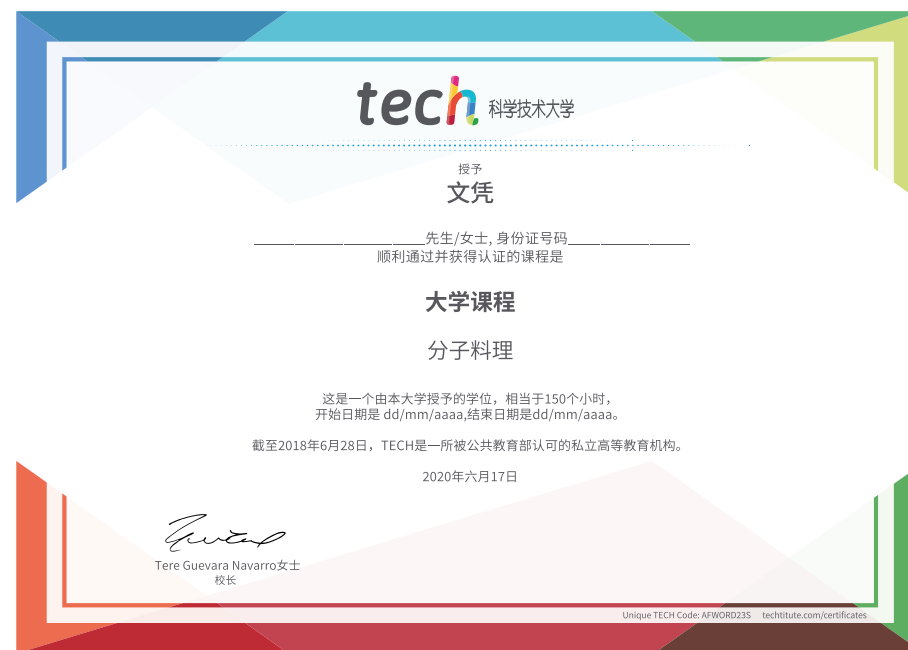 tech 科学技术大学
授予
文凭
____________________先生/女士, 身份证号码_______________
顺利通过并获得认证的课程是
大学课程
分子料理
这是一个由本大学授予的学位，相当于150个小时，
开始日期是 dd/mm/aaaa,结束日期是dd/mm/aaaa。
截至2018年6月28日，TECH是一所被公共教育部认可的私立高等教育机构。
2020年六月17日
Tere Guevara Navarro女士
校长
Unique TECH Code: AFWORD23S techtitute.com/certificates